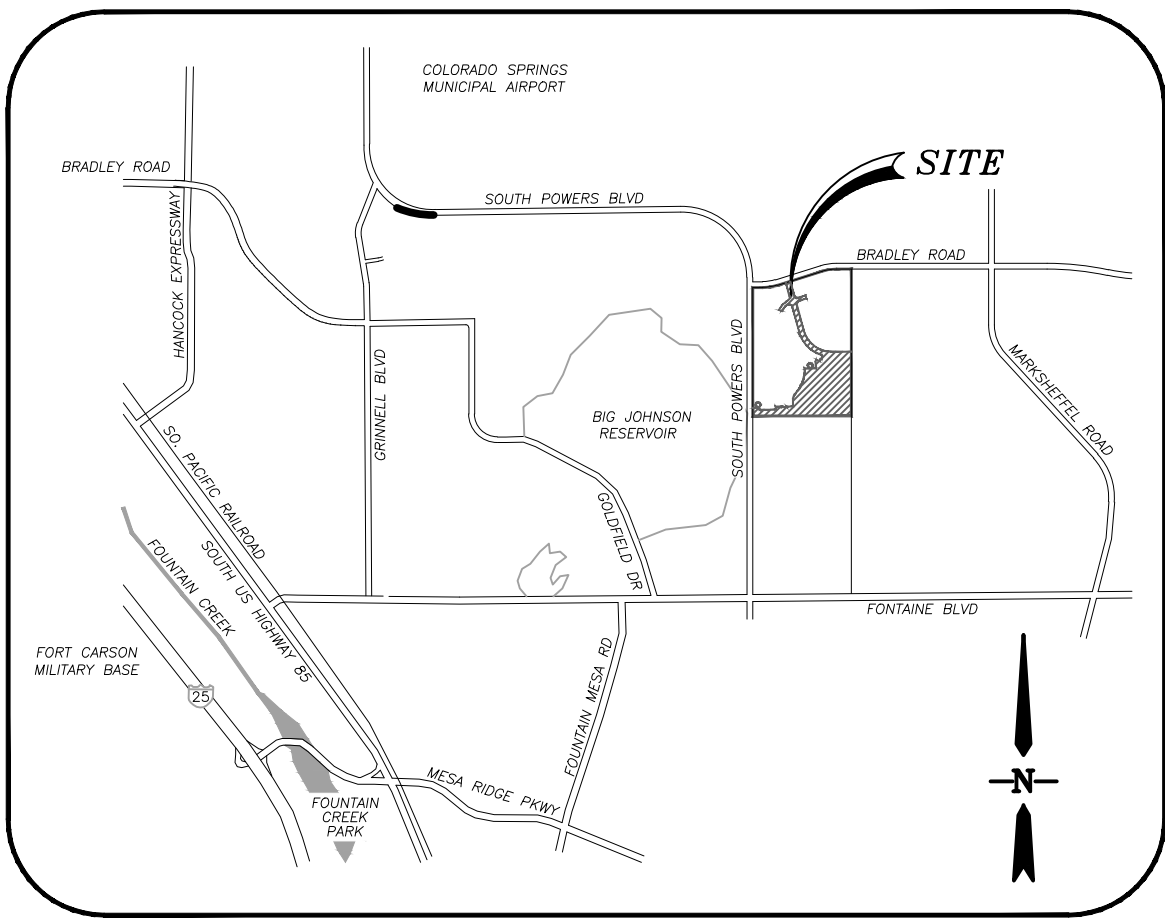 COLORADO SPRINGS
MUNICIPAL AIRPORT
SITE
BRADLEY ROAD
SOUTH POWERS BLVD
HANCOCK EXPRESSWAY
BRADLEY ROAD
GRINNELL BLVD
SOUTH POWERS BLVD
MARKSHEFFEL ROAD
BIG JOHNSON
RESERVOIR
SO. PACIFIC RAILROAD
GOLDFIELD DR
FOUNTAIN CREEK
SOUTH US HIGHWAY 85
FONTAINE BLVD
FORT CARSON
MILITARY BASE
25
FOUNTAIN MESA RD
MESA RIDGE PKWY
N
FOUNTAIN
CREEK
PARK